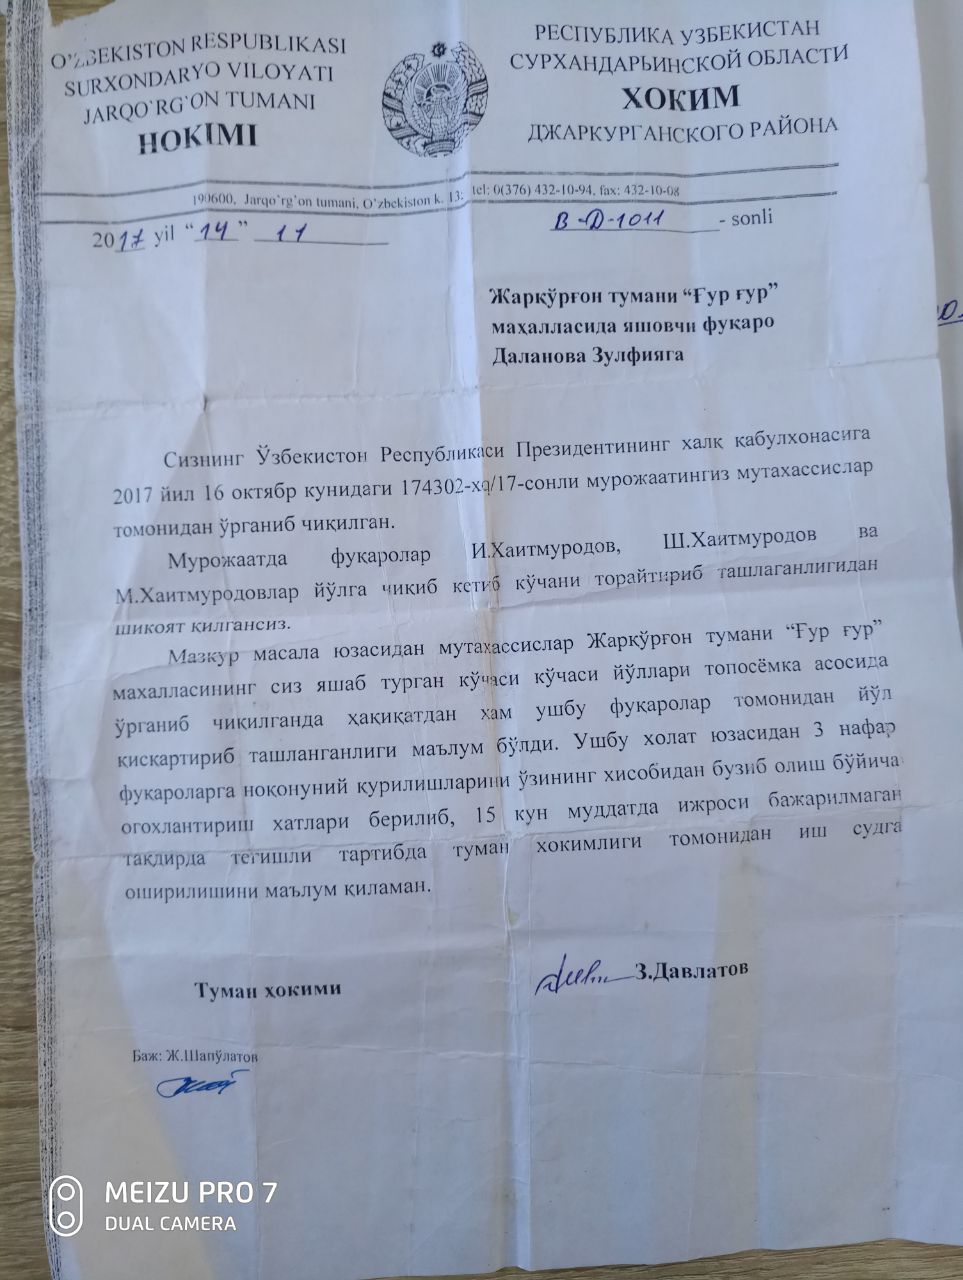 O'ZBEKISTON RESPUBLIKASI
SURXONDARYO VILOYATI
JARQO`RG`ON TUMANI
HOKIMI
РЕСПУБЛИКА УЗБЕКИСТАН
СУРХАНДАРЬИНСКОЙ ОБЛАСТИ
ХОКИМ
ДЖАРКУРГАНСКОГО РАЙОНА
190600, Jarqo`rg`on tumani, O`zbekiston k. 13; tel: 0(376) 432-10-94, fax: 432-10-08
2017 yil “14” 11
В-Д-1011 - sonli
Жарқўрғон тумани “Ғур ғур”
маҳалласида яшовчи фуқаро
Даланова Зулфияга
Сизнинг Ўзбекистон Республикаси Президентининг халқ қабулхонасига
2017 йил 16 октябр кунидаги 174302-хq/17-сонли мурожаатингиз мутахассислар
томонидан ўрганиб чиқилган.
Мурожаатда фуқаролар И.Хаитмуродов, Ш.Хаитмуродов ва
М.Хаитмуродовлар йўлга чиқиб кетиб кўчани торайтириб ташлаганлигидан
шикоят қилгансиз.
Мазкур масала юзасидан мутахассислар Жарқўрғон тумани “Ғур ғур”
махалласининг сиз яшаб турган кўчаси кўчаси йўллари топосёмка асосида
ўрганиб чиқилганда ҳақиқатдан ҳам ушбу фуқаролар томонидан йўл
қисқартириб ташланганлиги маълум бўлди. Ушбу холат юзасидан 3 нафар
фуқароларга ноқонуний қурилишларини ўзининг хисобидан бузиб олиш бўйича
огохлантириш хатлари берилиб, 15 кун муддатда ижроси бажарилмаган
тақдирда тегишли тартибда туман хокимлиги томонидан иш судга
оширилишини маълум қиламан.
Туман ҳокими
З.Давлатов
Баж: Ж.Шапўлатов
MEIZU PRO 7
DUAL CAMERA